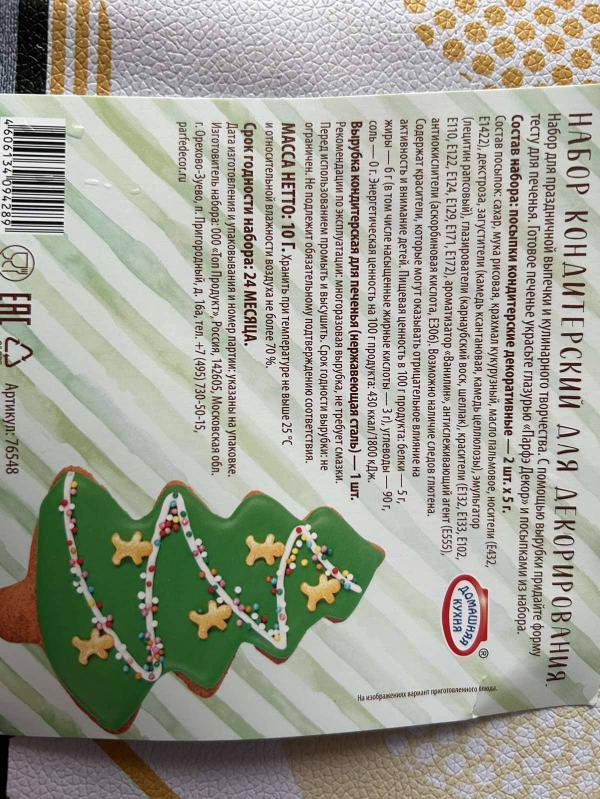 НАБОР КОНДИТЕРСКИЙ ДЛЯ ДЕКОРИРОВАНИЯ.
Набор для праздничной выпечки и кулинарного творчества. С помощью вырубки придайте форму
тесту для печенья. Готовое печенье украсьте глазурью «Парфэ Декор» и посыпками из набора.
Состав набора: посыпки кондитерские декоративные — 2 шт. х 5 г.
Состав посыпок: сахар, мука рисовая, крахмал кукурузный, масло пальмовое, носители (Е432,
Е1422), декстроза, загустители (камедь ксантановая, камедь целлюлозы), эмульгатор
(лецитин рапсовый), глазирователи (карнаубский воск, шеллак), красители (Е132, Е133, Е102,
Е110, Е122, Е124, Е129, Е171, Е172), ароматизатор «Ванилин», антислеживающий агент (Е555),
антиокислители (аскорбиновая кислота, Е306). Возможно наличие следов глютена.
Содержат красители, которые могут оказывать отрицательное влияние на
активность и внимание детей. Пищевая ценность в 100 г продукта: белки — 5 г,
жиры — 6 г (в том числе насыщенные жирные кислоты — 3 г), углеводы — 90 г,
соль — 0 г. Энергетическая ценность на 100 г продукта: 430 ккал/1800 кДж.
Вырубка кондитерская для печенья (нержавеющая сталь) — 1 шт.
Рекомендации по эксплуатации: многоразовая вырубка, не требует смазки.
Перед использованием промыть и высушить. Срок годности вырубки: не
ограничен. Не подлежит обязательному подтверждению соответствия.
МАССА НЕТТО: 10 Г. Хранить при температуре не выше 25 °С
и относительной влажности воздуха не более 70 %.
Срок годности набора: 24 МЕСЯЦА.
Дата изготовления и упаковывания и номер партии: указаны на упаковке.
Изготовитель набора: ООО «Топ Продукт», Россия, 142605, Московская обл.
г. Орехово-Зуево, п. Пригородный, д. 16а, тел. +7 (495) 730-50-15,
parfedecor.ru
4606134094289
ЕАС
Артикул: 76548
ДОМАШНЯЯ
КУХНЯ
®
На изображениях вариант приготовленного блюда.